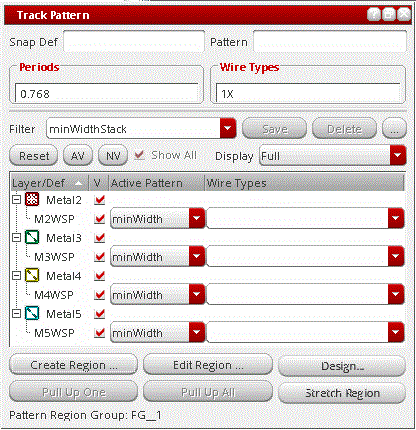 Track Pattern
Snap Def Pattern
Periods Wire Types
0.768 1X
Filter minWidthStack Save Delete ...
Reset AV NV Show All Display Full
Layer/Def V Active Pattern Wire Types
Metal2
M2WSP minWidth
Metal3
M3WSP minWidth
Metal4
M4WSP minWidth
Metal5
M5WSP minWidth
Create Region ... Edit Region ... Design...
Pull Up One Pull Up All Stretch Region
Pattern Region Group: FG__1